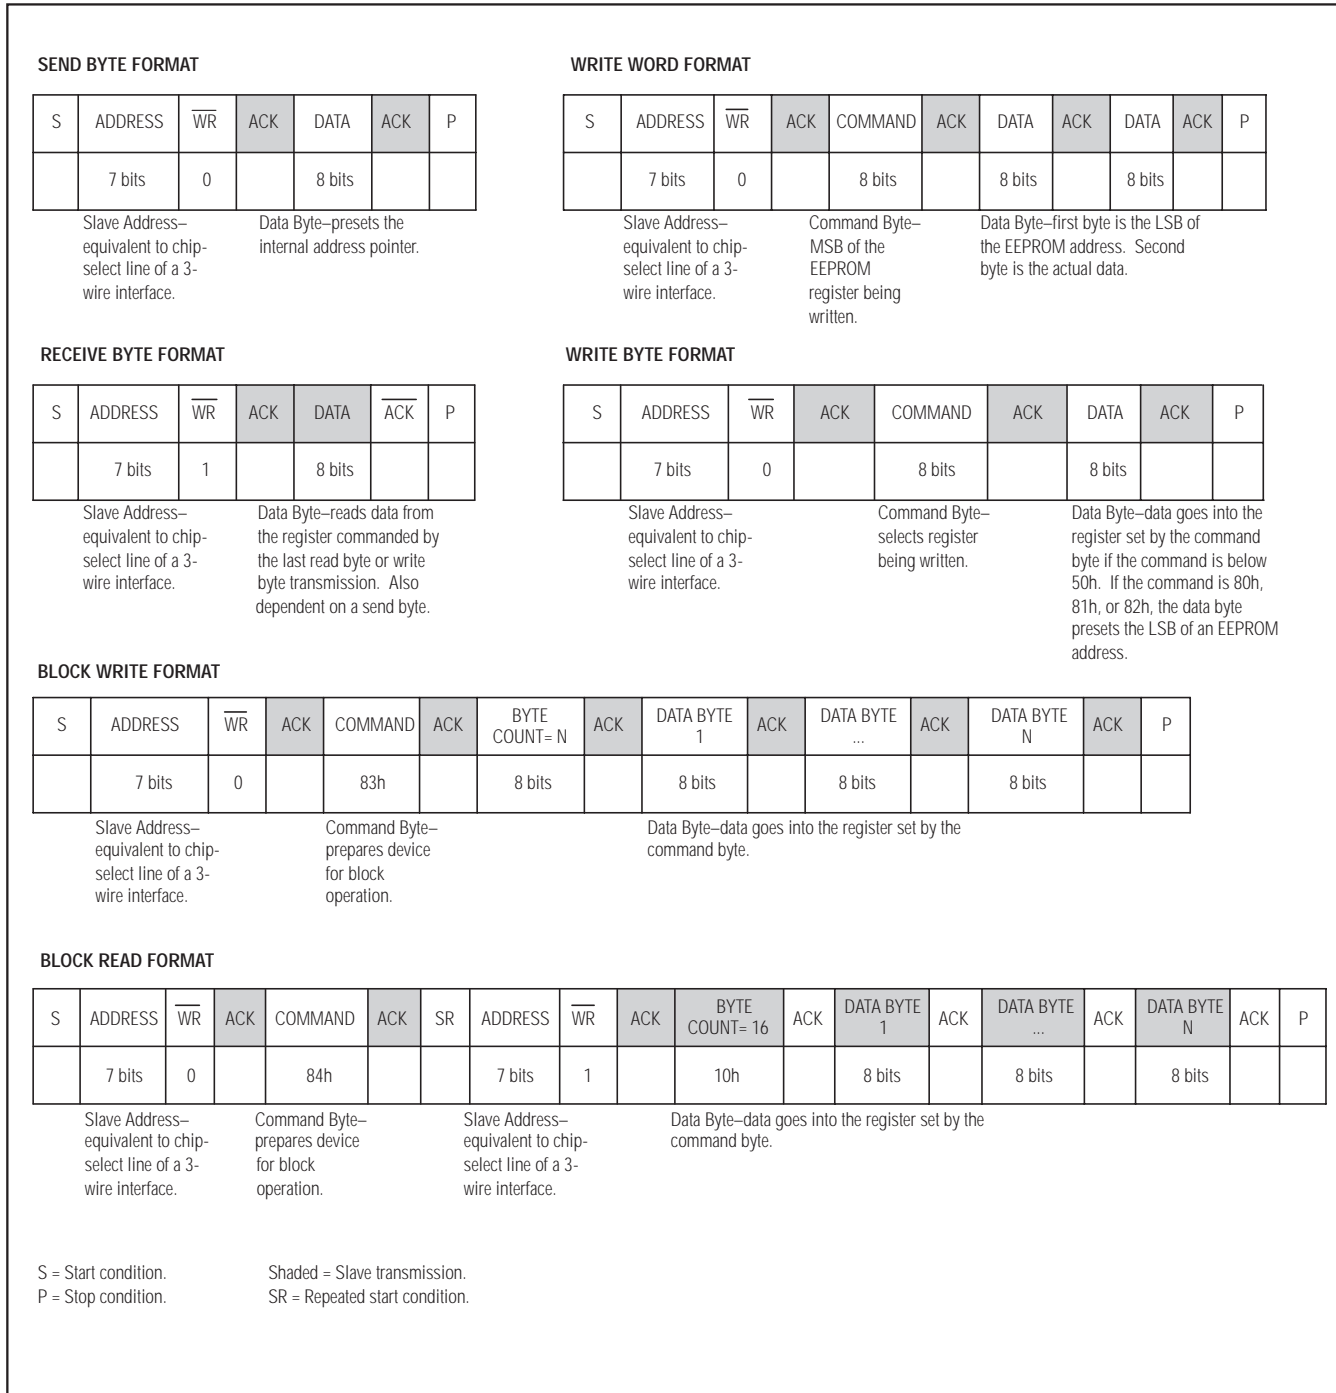 SEND BYTE FORMAT
S ADDRESS WR ACK DATA ACK P
7 bits 0 8 bits
Slave Address–
equivalent to chip-
select line of a 3-
wire interface.
Data Byte–presets the
internal address pointer.
WRITE WORD FORMAT
S ADDRESS WR ACK COMMAND ACK DATA ACK DATA ACK P
7 bits 0 8 bits 8 bits 8 bits
Slave Address–
equivalent to chip-
select line of a 3-
wire interface.
Command Byte–
MSB of the
EEPROM
register being
written.
Data Byte–first byte is the LSB of
the EEPROM address. Second
byte is the actual data.
RECEIVE BYTE FORMAT
S ADDRESS WR ACK DATA ACK P
7 bits 1 8 bits
Slave Address–
equivalent to chip-
select line of a 3-
wire interface.
Data Byte–reads data from
the register commanded by
the last read byte or write
byte transmission. Also
dependent on a send byte.
WRITE BYTE FORMAT
S ADDRESS WR ACK COMMAND ACK DATA ACK P
7 bits 0 8 bits 8 bits
Slave Address–
equivalent to chip-
select line of a 3-
wire interface.
Command Byte–
selects register
being written.
Data Byte–data goes into the
register set by the command
byte if the command is below
50h. If the command is 80h,
81h, or 82h, the data byte
presets the LSB of an EEPROM
address.
BLOCK WRITE FORMAT
S ADDRESS WR ACK COMMAND ACK BYTE COUNT= N ACK DATA BYTE 1 ACK DATA BYTE ... ACK DATA BYTE N ACK P
7 bits 0 83h 8 bits 8 bits 8 bits 8 bits
Slave Address–
equivalent to chip-
select line of a 3-
wire interface.
Command Byte–
prepares device
for block
operation.
Data Byte–data goes into the register set by the
command byte.
BLOCK READ FORMAT
S ADDRESS WR ACK COMMAND ACK SR ADDRESS WR ACK BYTE COUNT= 16 ACK DATA BYTE 1 ACK DATA BYTE ... ACK DATA BYTE N ACK P
7 bits 0 84h 7 bits 1 10h 8 bits 8 bits 8 bits
Slave Address–
equivalent to chip-
select line of a 3-
wire interface.
Command Byte–
prepares device
for block
operation.
Slave Address–
equivalent to chip-
select line of a 3-
wire interface.
Data Byte–data goes into the register set by the
command byte.
S = Start condition.
P = Stop condition.
Shaded = Slave transmission.
SR = Repeated start condition.